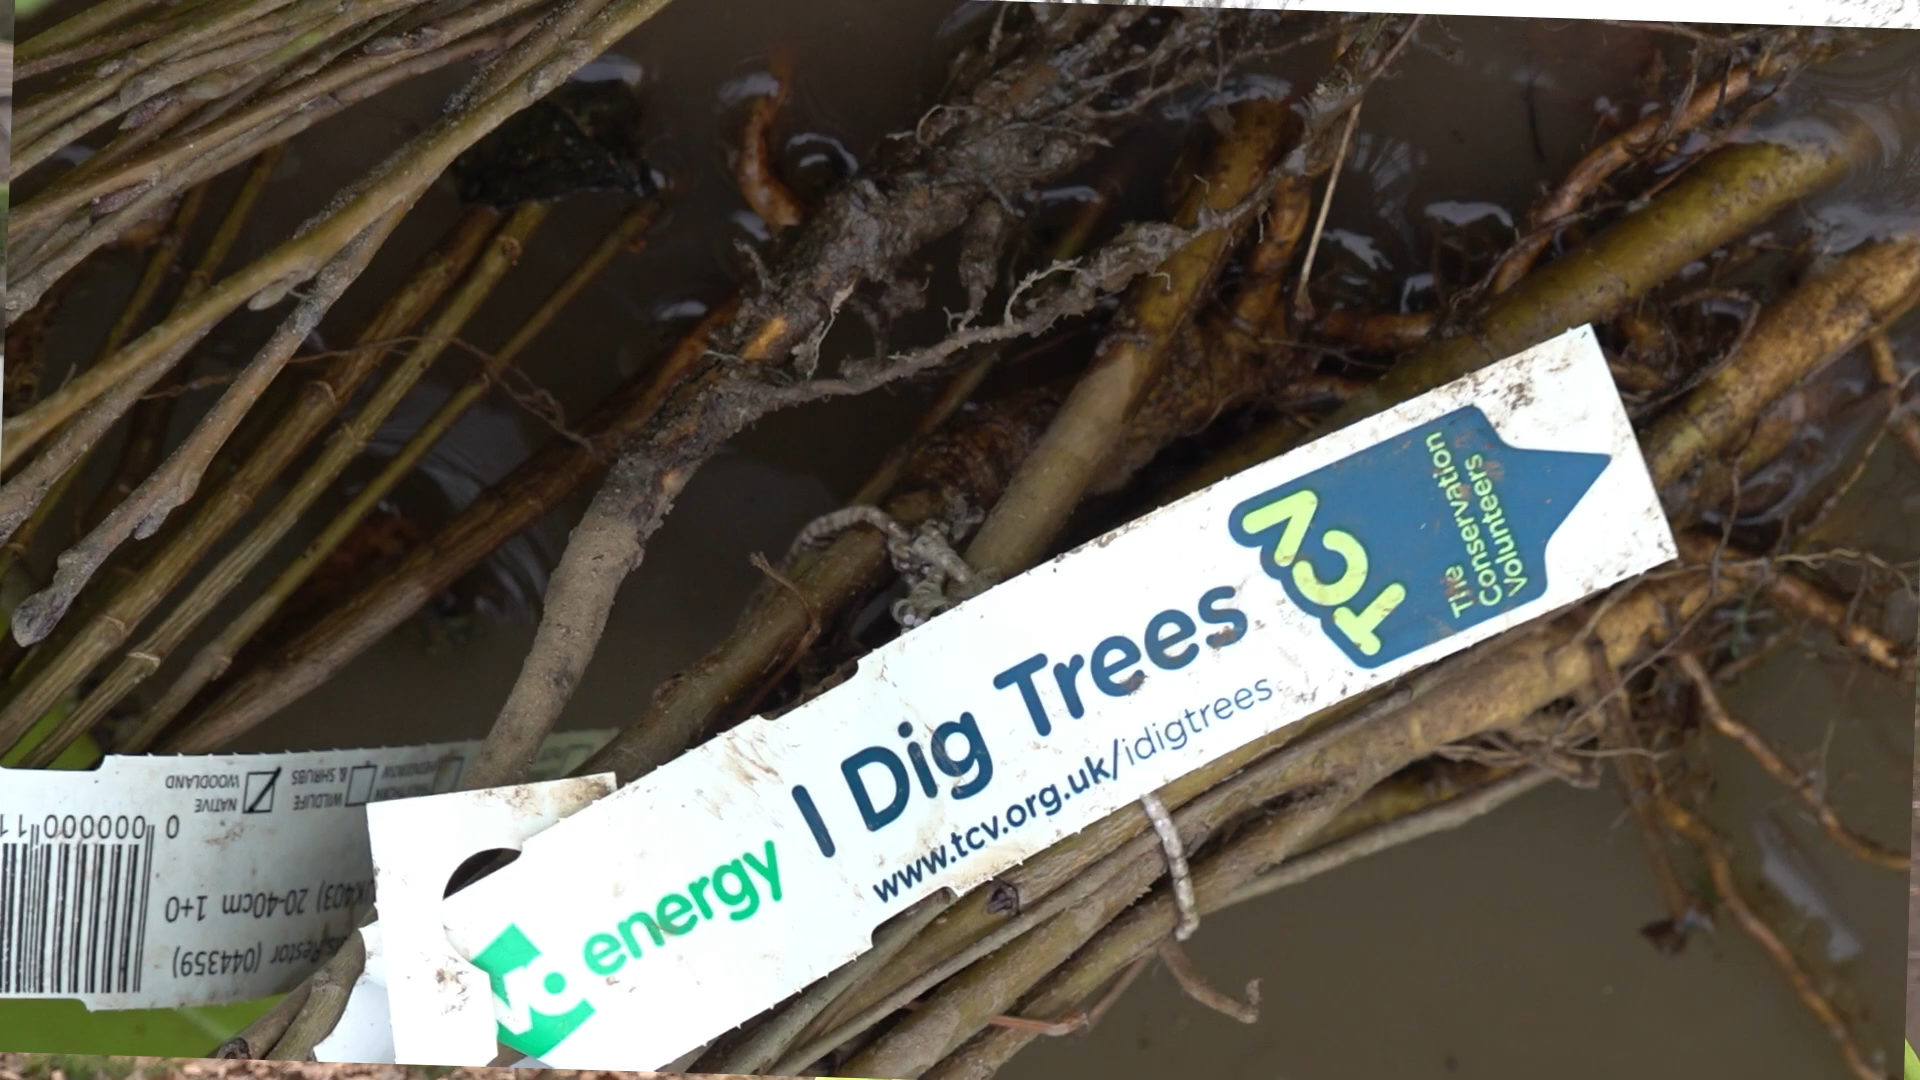 TCV
The
Conservation
Volunteers
I Dig Trees
www.tcv.org.uk/idigtrees
energy
NATIVE
WOODLAND
WILDLIFE
& SHRUBS
0 000000 11
20-40cm 1+0
(044359)